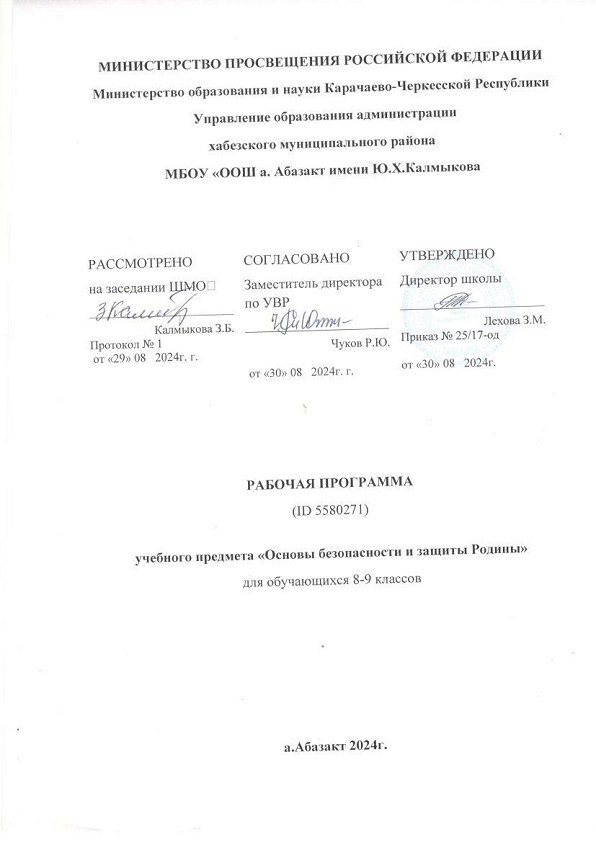 МИНИСТЕРСТВО ПРОСВЕЩЕНИЯ РОССИЙСКОЙ ФЕДЕРАЦИИ
Министерство образования и науки Карачаево-Черкесской Республики
Управление образования администрации
хабезского муниципального района
МБОУ «ООШ а. Абазакт имени Ю.Х.Калмыкова
РАССМОТРЕНО
на заседании ШМО
Калмыкова З.Б.
Протокол № 1
от «29» 08 2024г. г.
СОГЛАСОВАНО
Заместитель директора
по УВР
Чуков Р.Ю.
от «30» 08 2024г. г.
УТВЕРЖДЕНО
Директор школы
Лехова З.М.
Приказ № 25/17-од
от «30» 08 2024г.
РАБОЧАЯ ПРОГРАММА
(ID 5580271)
учебного предмета «Основы безопасности и защиты Родины»
для обучающихся 8-9 классов
а.Абазакт 2024г.